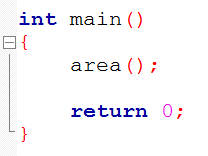 int main()
{
    area();
    return 0;
}